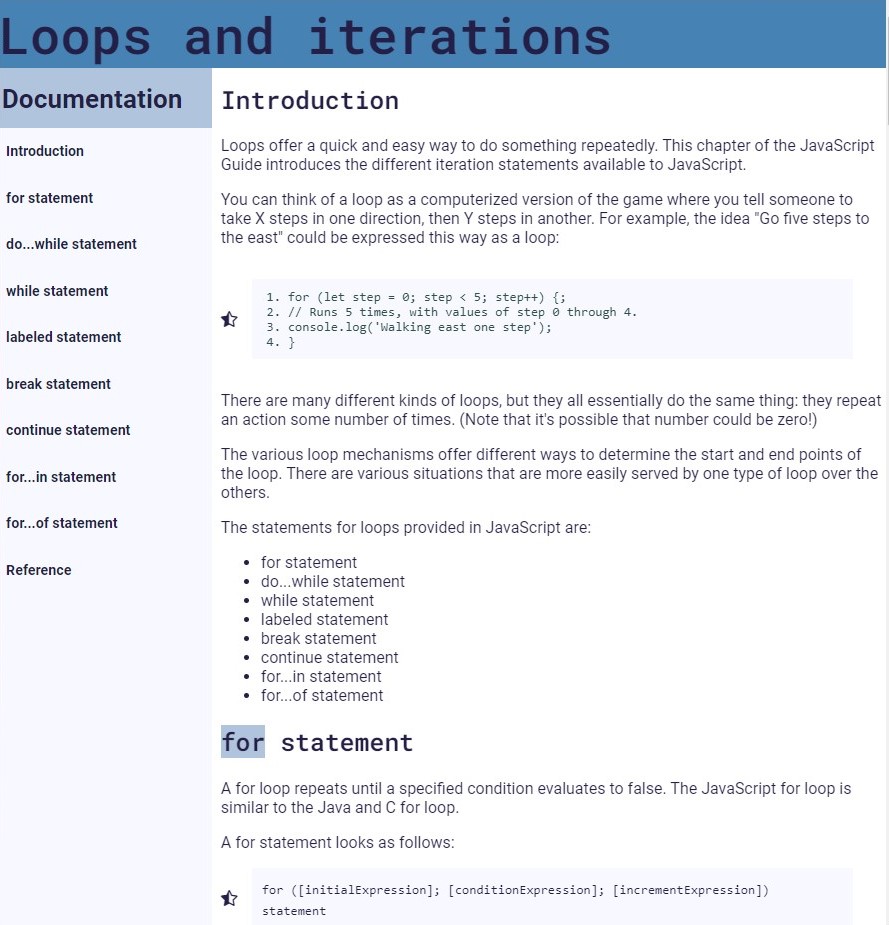 Loops and iterations
Documentation
Introduction
for statement
do...while statement
while statement
labeled statement
break statement
continue statement
for...in statement
for...of statement
Reference
Introduction
Loops offer a quick and easy way to do something repeatedly. This chapter of the JavaScript
Guide introduces the different iteration statements available to JavaScript.
You can think of a loop as a computerized version of the game where you tell someone to
take X steps in one direction, then Y steps in another. For example, the idea "Go five steps to
the east" could be expressed this way as a loop:
1. for (let step = 0; step < 5; step++) {;
2. // Runs 5 times, with values of step 0 through 4.
3. console.log('Walking east one step');
4. }
There are many different kinds of loops, but they all essentially do the same thing: they repeat
an action some number of times. (Note that it's possible that number could be zero!)
The various loop mechanisms offer different ways to determine the start and end points of
the loop. There are various situations that are more easily served by one type of loop over the
others.
The statements for loops provided in JavaScript are:
• for statement
• do...while statement
• while statement
• labeled statement
• break statement
• continue statement
• for...in statement
• for...of statement
for statement
A for loop repeats until a specified condition evaluates to false. The JavaScript for loop is
similar to the Java and C for loop.
A for statement looks as follows:
for ([initialExpression]; [conditionExpression]; [incrementExpression])
statement